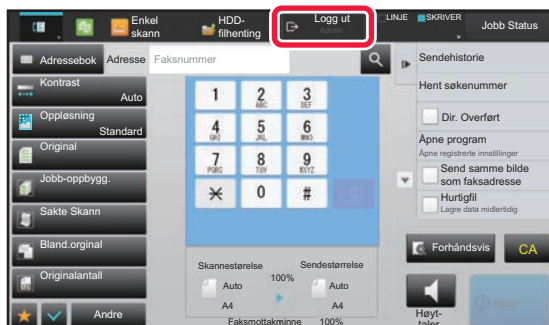 Enkel
skann
HDD-
filhenting
Logg ut
Admin
LINJE
SKRIVER
Jobb Status
Adressebok
Adresse
Faksnummer
Sendehistorie
Kontrast
Auto
Hent søkenummer
Oppløsning
Standard
Dir. Overført
Original
Åpne program
Åpne registrerte innstillinger
Jobb-oppbygg.
Send samme bilde
som faksadresse
Sakte Skann
Hurtigfil
Lagre data midlertidig
Bland.orginal
Originalantall
Andre
1
2
ABC
3
DEF
4
GHI
5
JKL
6
MNO
7
PQRS
8
TUV
9
WXYZ
0
#
C
Skannestørelse
Sendestørrelse
100%
Auto
Auto
A4
A4
Faksmottakminne 100%
Forhåndsvis
CA
Høyt-
taler
Start